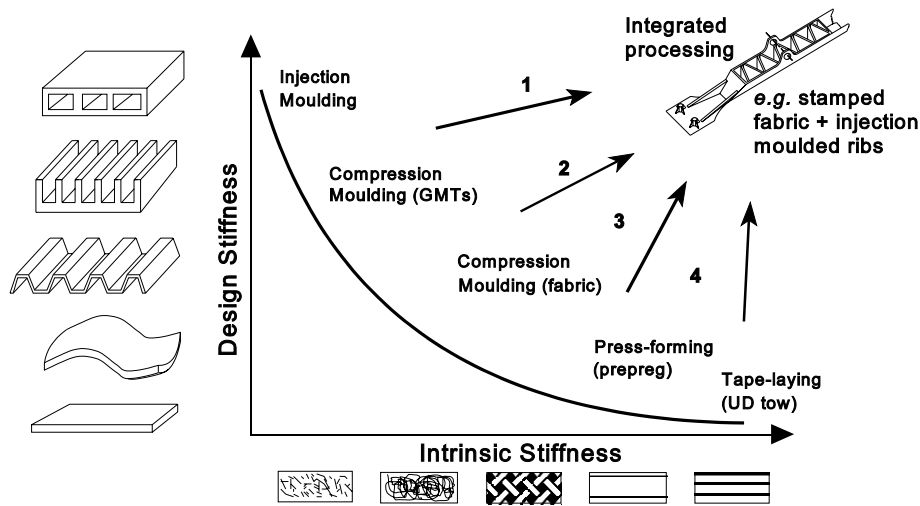 Integrated
processing
Injection
Moulding
1
e.g. stamped
fabric + injection
moulded ribs
Compression
Moulding (GMTs)
2
3
Compression
Moulding (fabric)
4
Design Stiffness
Press-forming
(prepreg)
Tape-laying
(UD tow)
Intrinsic Stiffness